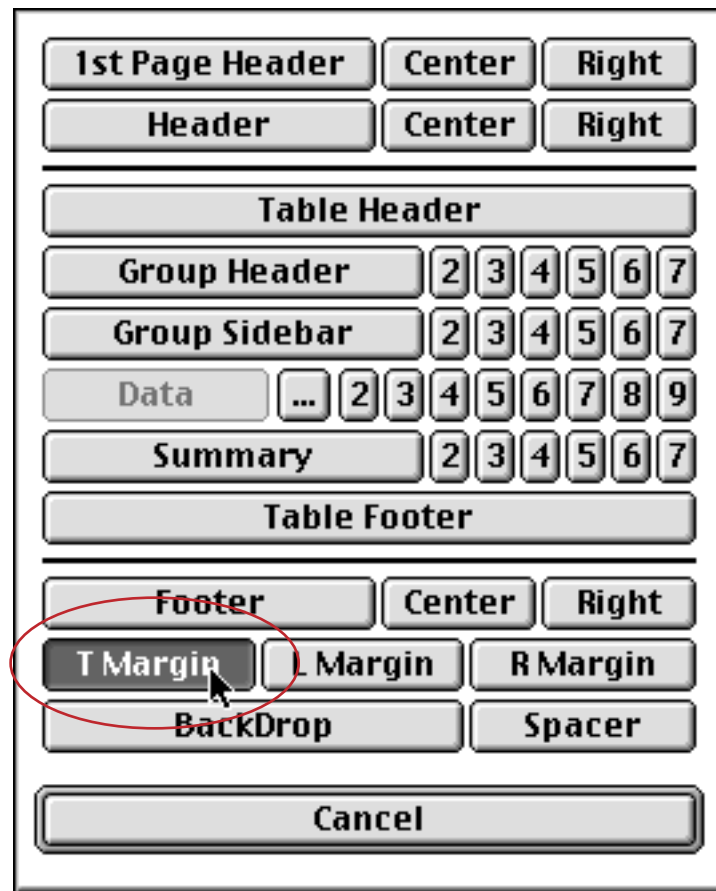 1st Page Header Center Right
Header Center Right
Table Header
Group Header 2 3 4 5 6 7
Group Sidebar 2 3 4 5 6 7
Data ... 2 3 4 5 6 7 8 9
Summary 2 3 4 5 6 7
Table Footer
Footer Center Right
T Margin L Margin R Margin
BackDrop Spacer
Cancel